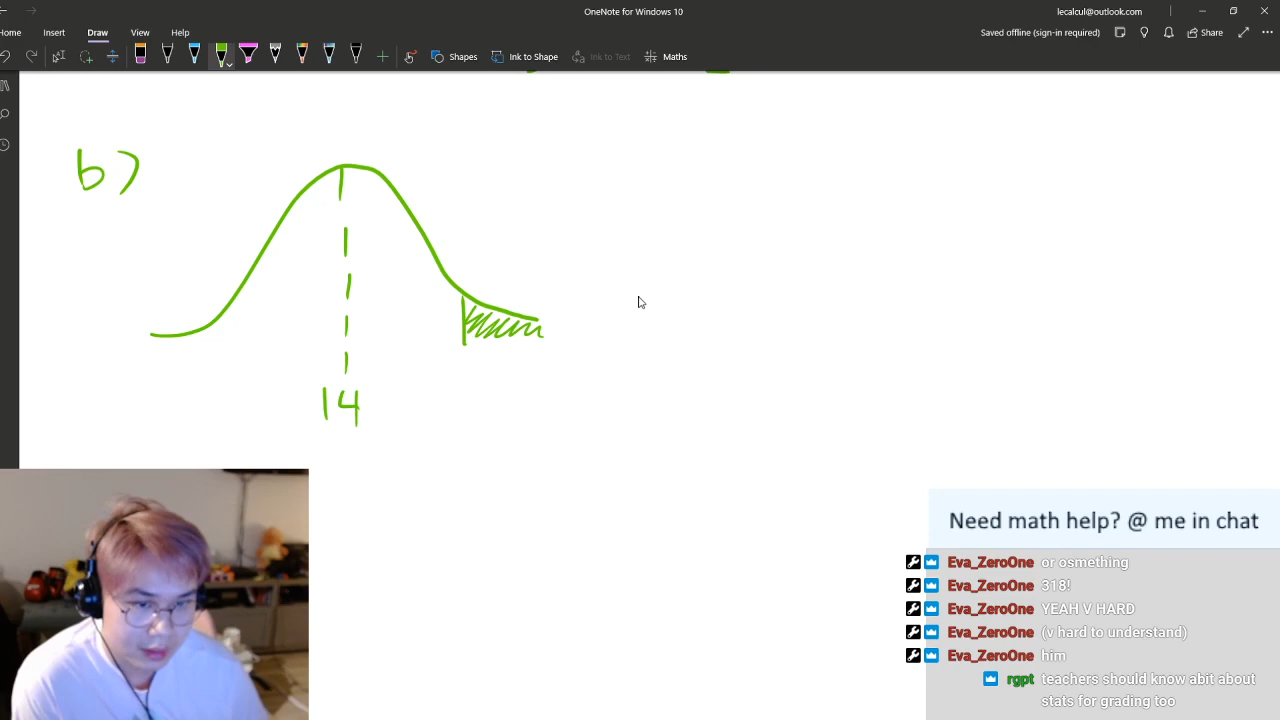 OneNote for Windows 10
lecalcul@outlook.com
Home Insert Draw View Help
Saved offline (sign-in required) Share
Shapes Ink to Shape Ink to Text Maths
b)
14
Need math help? @ me in chat
Eva_ZeroOne or osmething
Eva_ZeroOne 318!
Eva_ZeroOne YEAH V HARD
Eva_ZeroOne (v hard to understand)
Eva_ZeroOne him
rgpt teachers should know abit about
stats for grading too